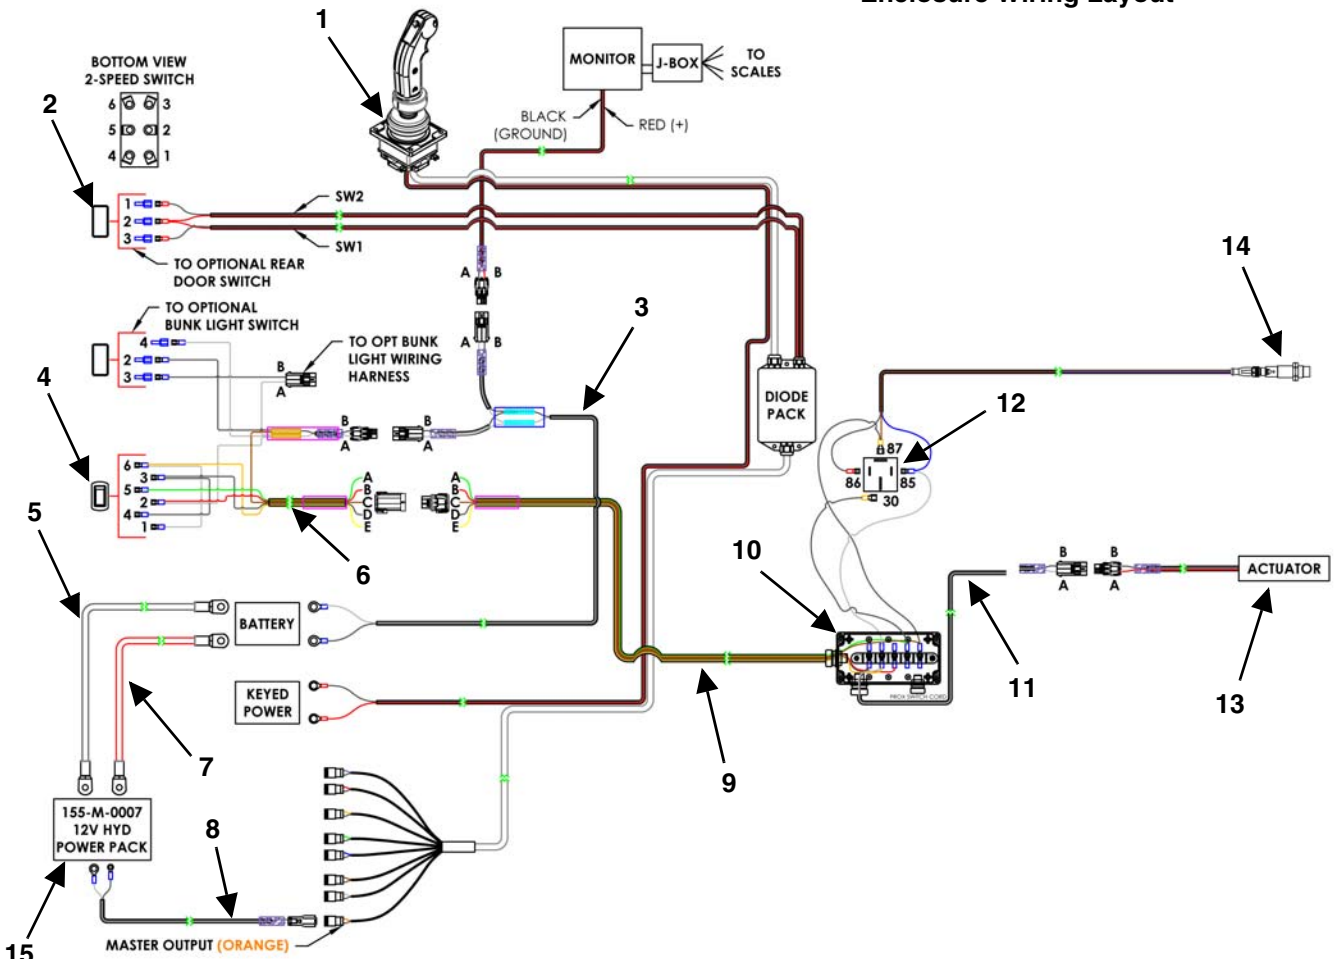 Enclosure Wiring Layout
1
BOTTOM VIEW
2-SPEED SWITCH
6 3
5 2
4 1
2
MONITOR
J-BOX
TO
SCALES
BLACK
(GROUND)
RED (+)
1
2
3
SW2
SW1
TO OPTIONAL REAR
DOOR SWITCH
A B
A B
3
14
TO OPTIONAL
BUNK LIGHT SWITCH
4
2
3
B
A
TO OPT BUNK
LIGHT WIRING
HARNESS
4
B
A
B
A
DIODE
PACK
12
87
86
85
30
6
3
5
2
4
1
A
B
C
D
E
A
B
C
D
E
5
6
10
B
A
B
A
ACTUATOR
BATTERY
KEYED
POWER
PROX SWITCH CORD
11
13
7
9
155-M-0007
12V HYD
POWER PACK
8
15
MASTER OUTPUT (ORANGE)